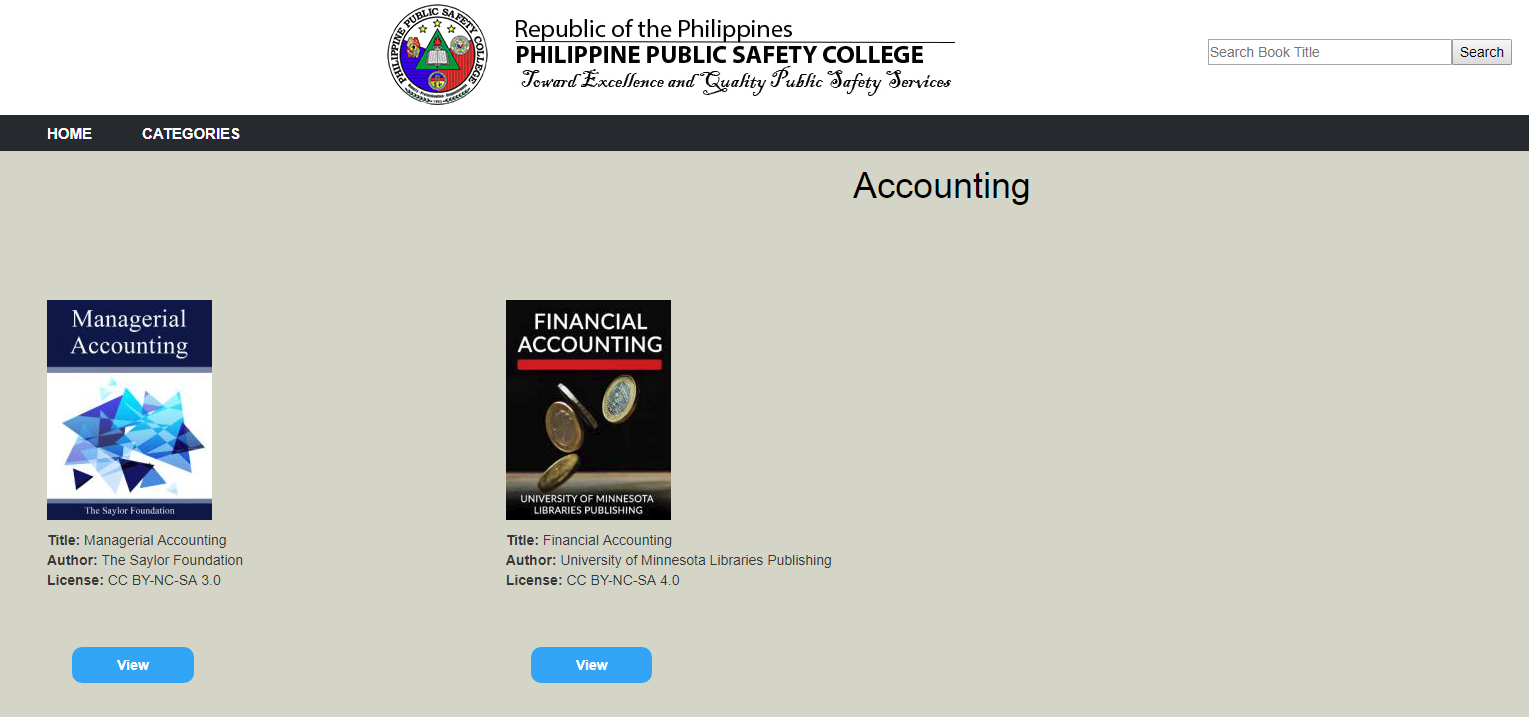 PHILIPPINE PUBLIC SAFETY COLLEGE
Republic of the Philippines
PHILIPPINE PUBLIC SAFETY COLLEGE
Toward Excellence and Quality Public Safety Services
Search Book Title
Search
HOME
CATEGORIES
Accounting
Managerial
Accounting
The Saylor Foundation
Title: Managerial Accounting
Author: The Saylor Foundation
License: CC BY-NC-SA 3.0
View
FINANCIAL
ACCOUNTING
UNIVERSITY OF MINNESOTA
LIBRARIES PUBLISHING
Title: Financial Accounting
Author: University of Minnesota Libraries Publishing
License: CC BY-NC-SA 4.0
View